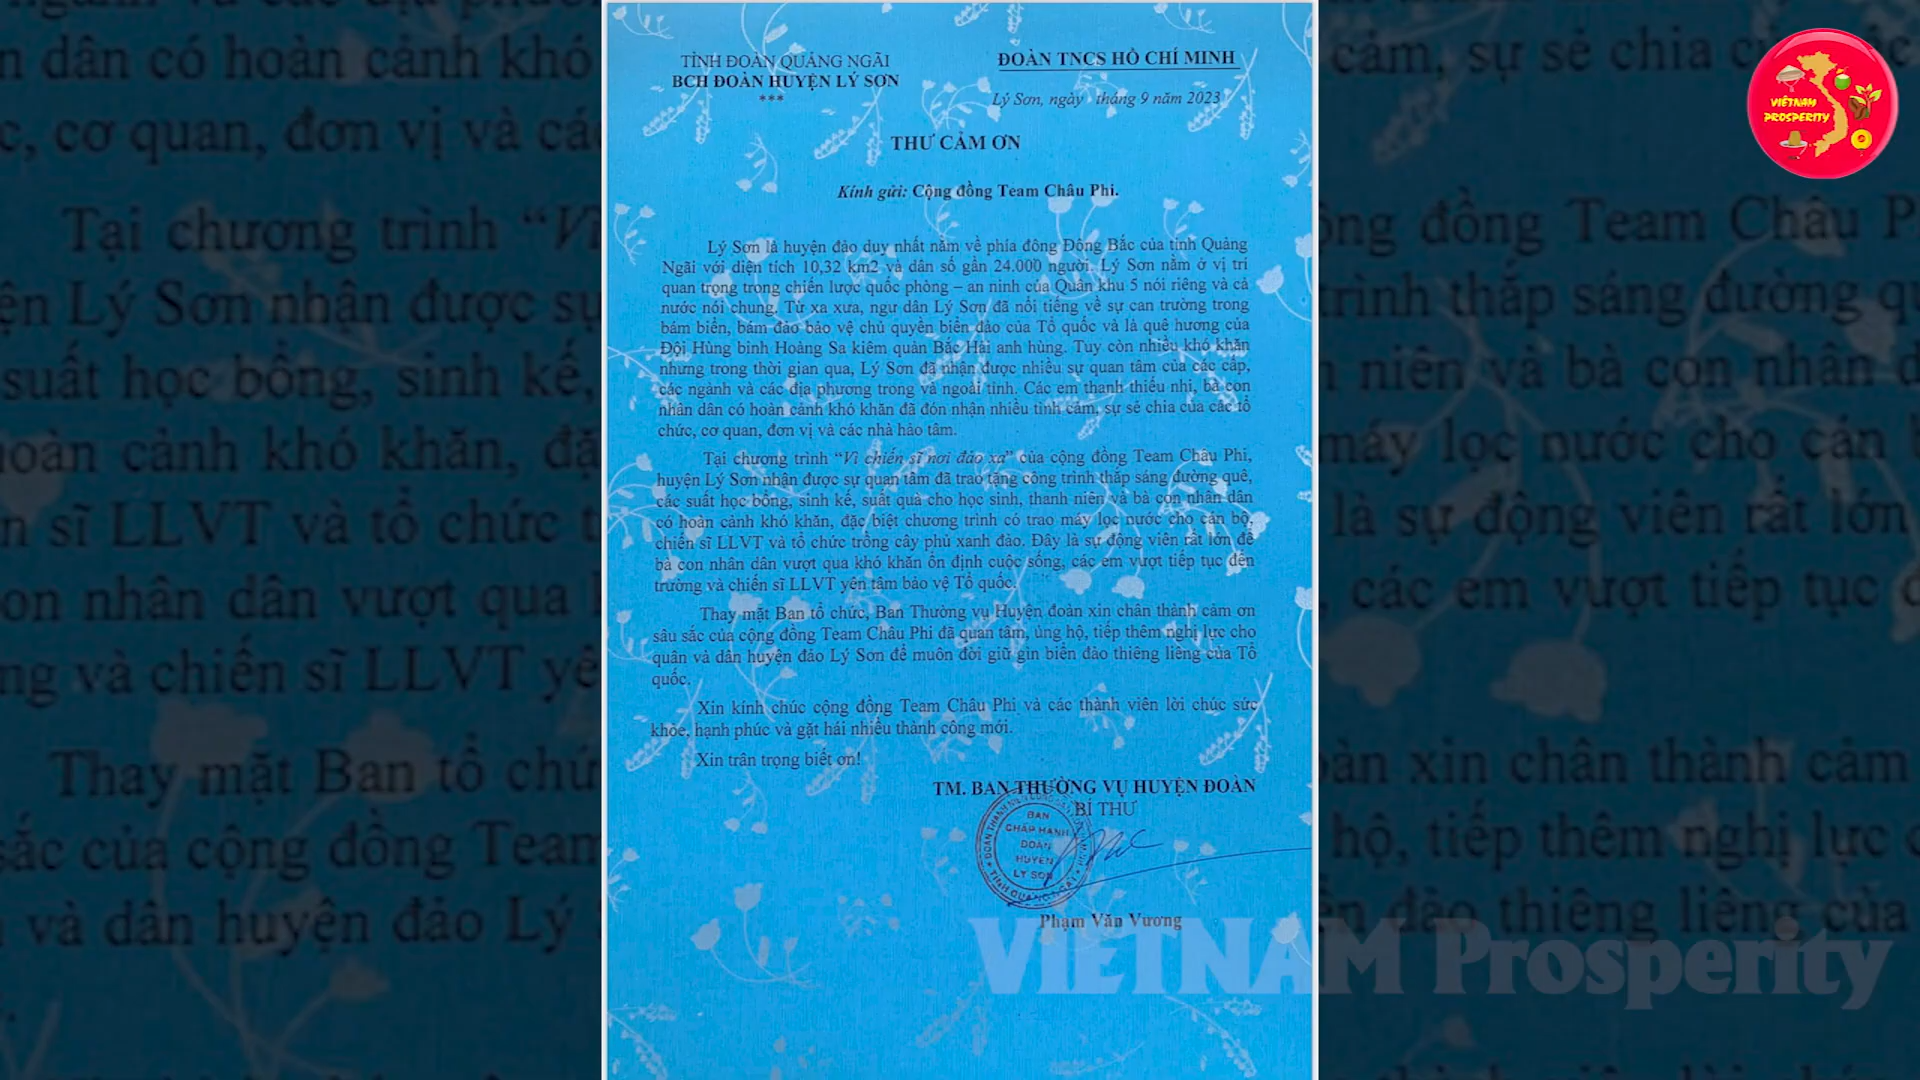 TỈNH ĐOÀN QUẢNG NGÃI
BCH ĐOÀN HUYỆN LÝ SƠN
***
ĐOÀN TNCS HỒ CHÍ MINH
Lý Sơn, ngày tháng 9 năm 2023
THƯ CẢM ƠN
Kính gửi: Cộng đồng Team Châu Phi.
Lý Sơn là huyện đảo duy nhất nằm về phía đông Đông Bắc của tỉnh Quảng
Ngãi với diện tích 10,32 km2 và dân số gần 24.000 người. Lý Sơn nằm ở vị trí
quan trọng trong chiến lược quốc phòng – an ninh của Quân khu 5 nói riêng và cả
nước nói chung. Từ xa xưa, ngư dân Lý Sơn đã nổi tiếng về sự can trường trong
bám biển, bám đảo bảo vệ chủ quyền biển đảo của Tổ quốc và là quê hương của
Đội Hùng binh Hoàng Sa kiêm quản Bắc Hải anh hùng. Tuy còn nhiều khó khăn
nhưng trong thời gian qua, Lý Sơn đã nhận được nhiều sự quan tâm của các cấp,
các ngành và các địa phương trong và ngoài tỉnh. Các em thanh thiếu nhi, bà con
nhân dân có hoàn cảnh khó khăn đã đón nhận nhiều tình cảm, sự sẻ chia của các tổ
chức, cơ quan, đơn vị và các nhà hảo tâm.
Tại chương trình “Vì chiến sĩ nơi đảo xa” của cộng đồng Team Châu Phi,
huyện Lý Sơn nhận được sự quan tâm đã trao tặng công trình thắp sáng đường quê,
các suất học bổng, sinh kế, suất quà cho học sinh, thanh niên và bà con nhân dân
có hoàn cảnh khó khăn, đặc biệt chương trình có trao máy lọc nước cho cán bộ,
chiến sĩ LLVT và tổ chức trồng cây phủ xanh đảo. Đây là sự động viên rất lớn để
bà con nhân dân vượt qua khó khăn ổn định cuộc sống, các em vượt tiếp tục đến
trường và chiến sĩ LLVT yên tâm bảo vệ Tổ quốc.
Thay mặt Ban tổ chức, Ban Thường vụ Huyện đoàn xin chân thành cảm ơn
sâu sắc của cộng đồng Team Châu Phi đã quan tâm, ủng hộ, tiếp thêm nghị lực cho
quân và dân huyện đảo Lý Sơn để muôn đời giữ gìn biển đảo thiêng liêng của Tổ
quốc.
Xin kính chúc cộng đồng Team Châu Phi và các thành viên lời chúc sức
khỏe, hạnh phúc và gặt hái nhiều thành công mới.
Xin trân trọng biết ơn!
TM. BAN THƯỜNG VỤ HUYỆN ĐOÀN
BÍ THƯ
BAN
CHẤP HÀNH
ĐOÀN
HUYỆN
LÝ SƠN
Phạm Văn Vương
VIETNAM
PROSPERITY
VIETNAM Prosperity